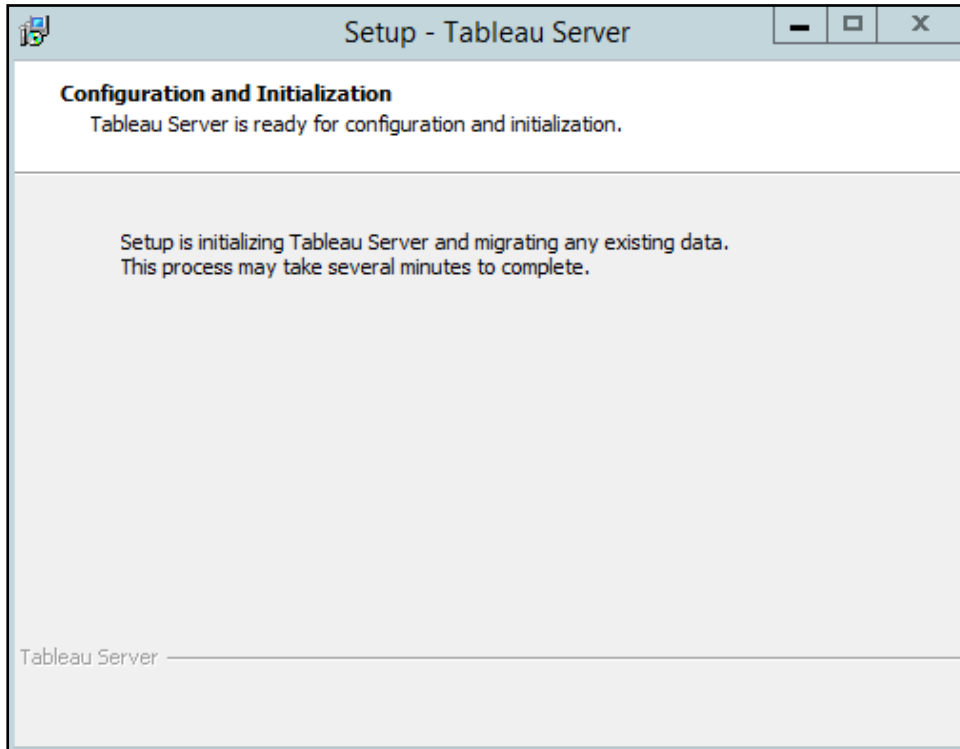 Setup - Tableau Server
Configuration and Initialization
Tableau Server is ready for configuration and initialization.
Setup is initializing Tableau Server and migrating any existing data.
This process may take several minutes to complete.
Tableau Server